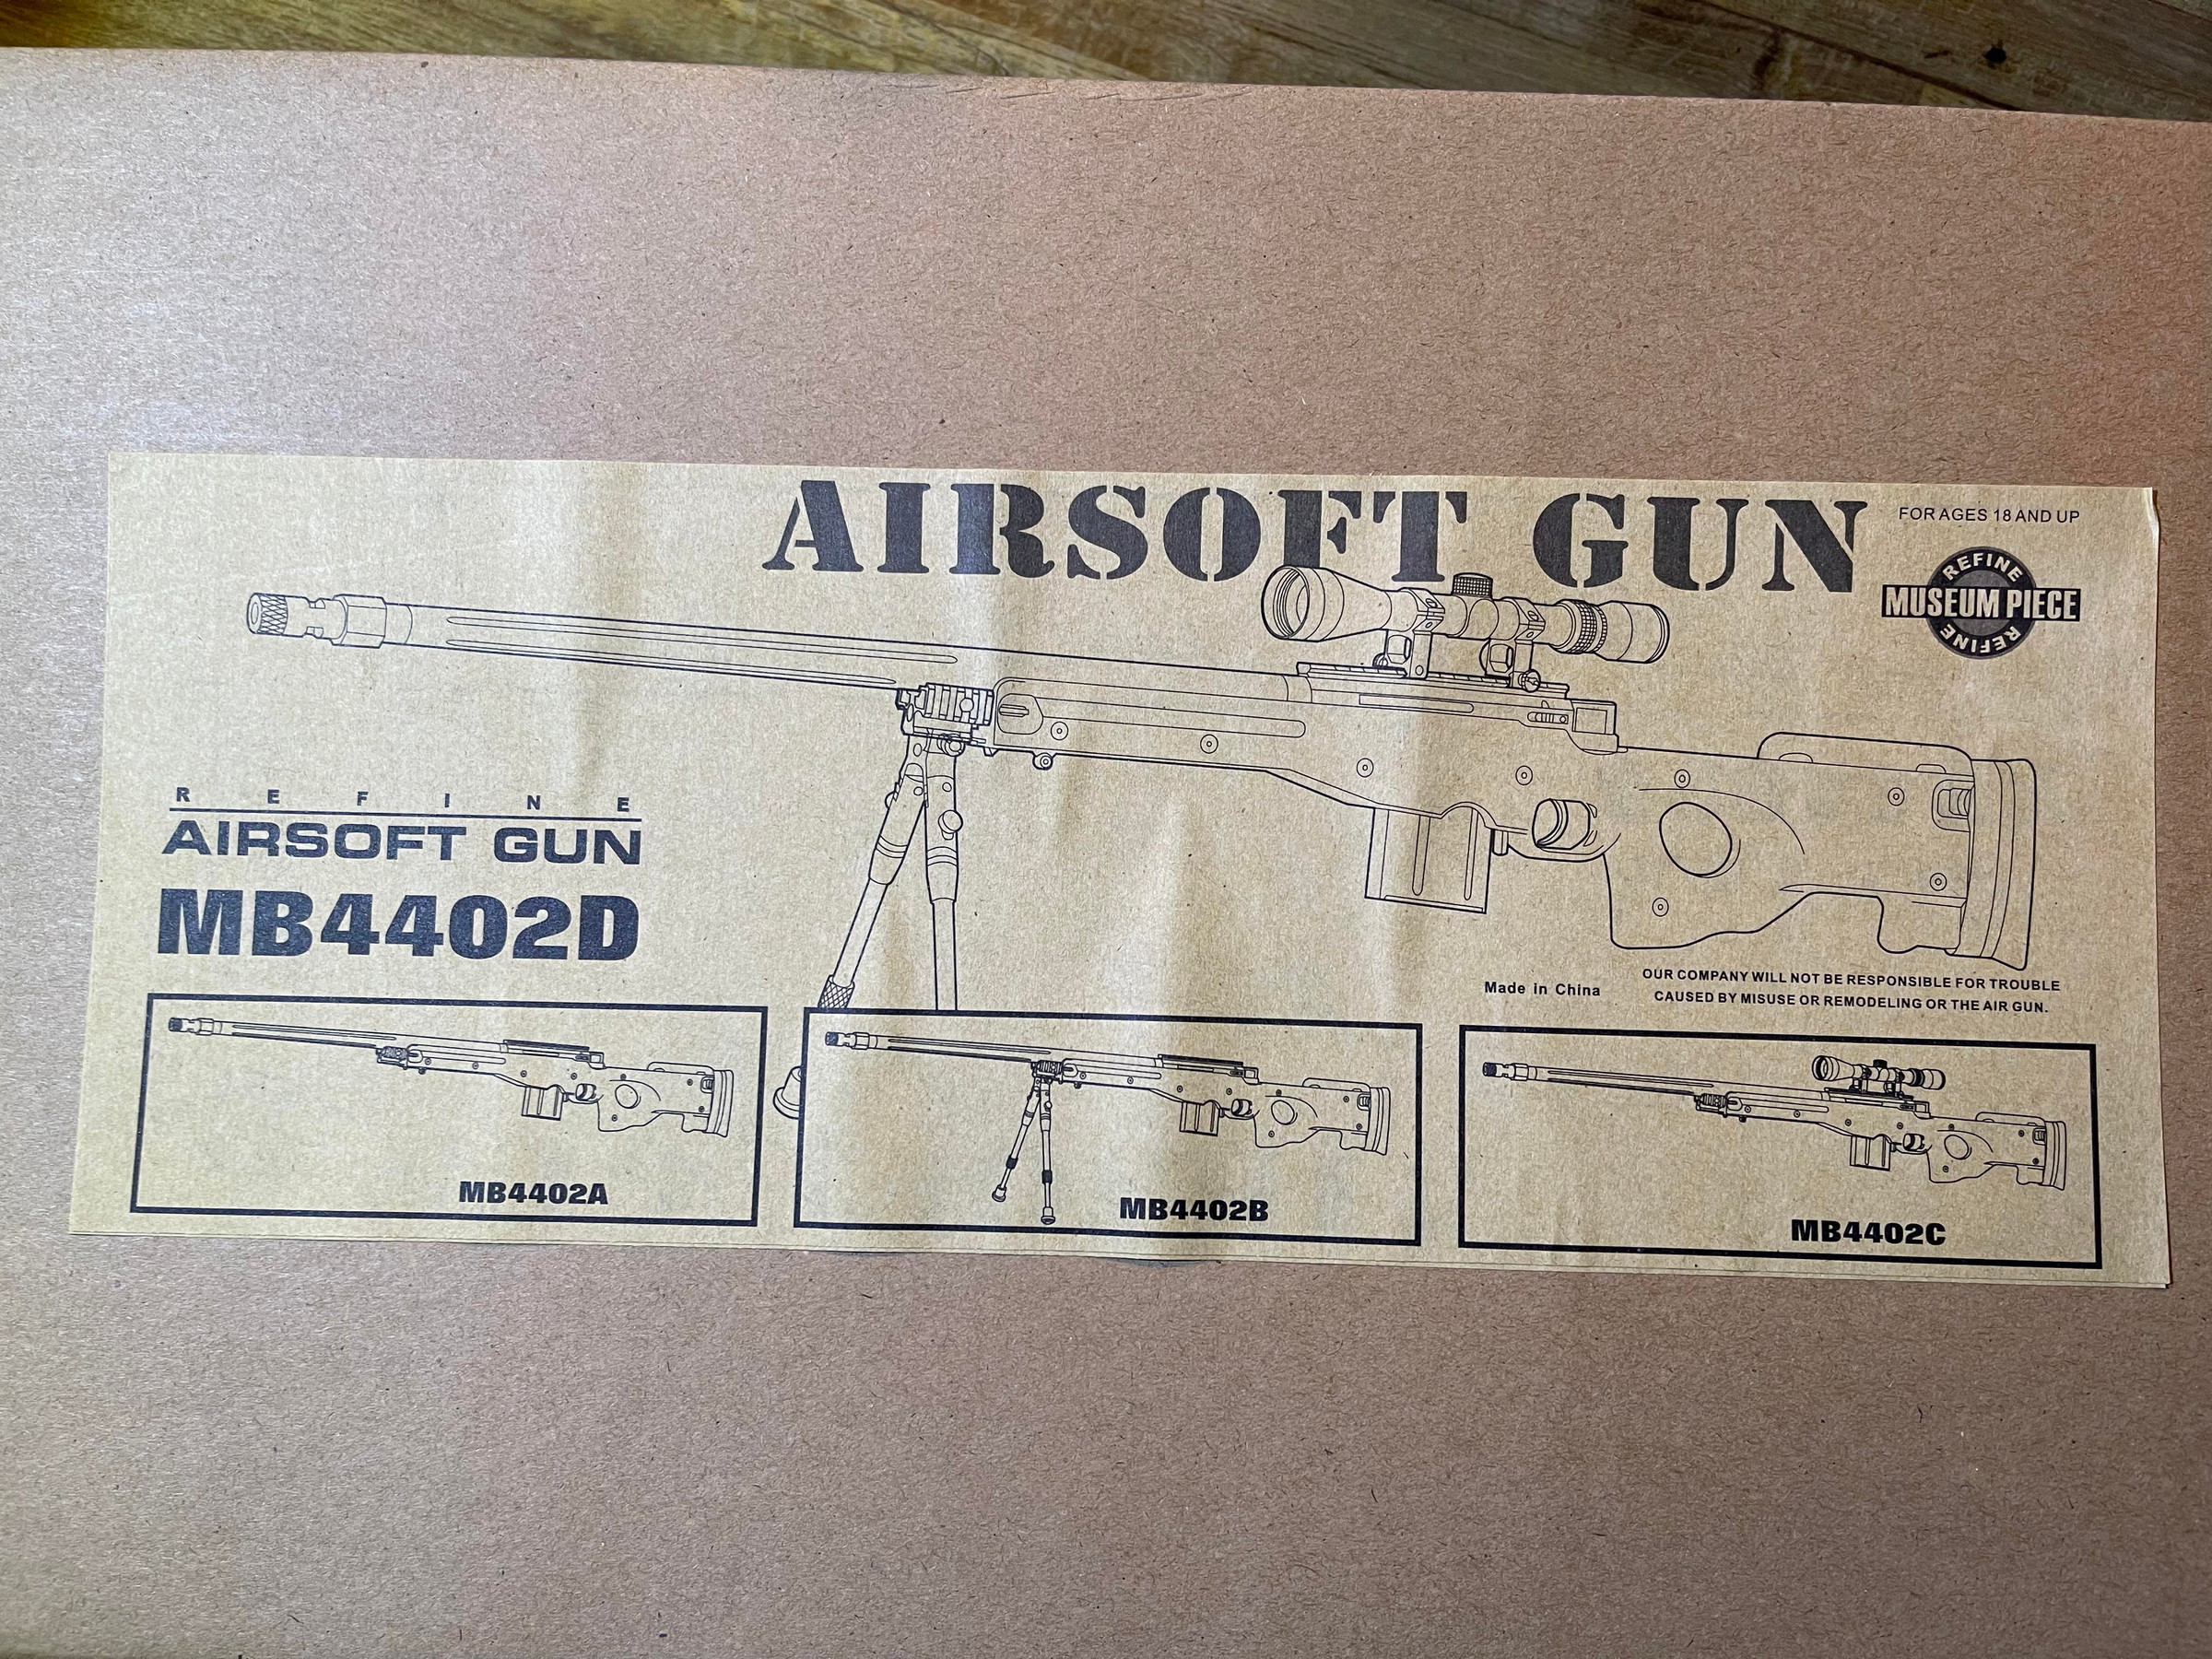 AIRSOFT GUN
FOR AGES 18 AND UP
REFINE
MUSEUM PIECE
REFINE
REFINE
AIRSOFT GUN
MB4402D
Made in China
OUR COMPANY WILL NOT BE RESPONSIBLE FOR TROUBLE
CAUSED BY MISUSE OR REMODELING OR THE AIR GUN.
MB4402A
MB4402B
MB4402C